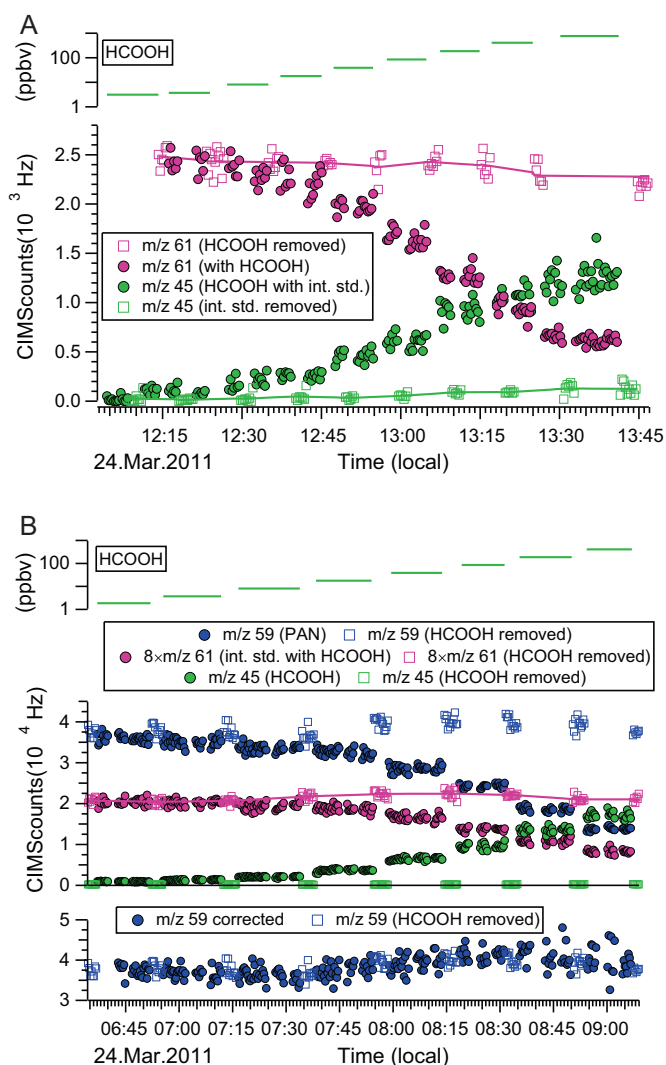 A
HCOOH
(ppbv)
100
1
CIMScounts(10 ³ Hz)
2.5
2.0
1.5
1.0
0.5
0.0
m/z 61 (HCOOH removed)
m/z 61 (with HCOOH)
m/z 45 (HCOOH with int. std.)
m/z 45 (int. std. removed)
12:15 12:30 12:45 13:00 13:15 13:30 13:45
24.Mar.2011 Time (local)
B
HCOOH
(ppbv)
100
1
m/z 59 (PAN) m/z 59 (HCOOH removed)
8×m/z 61 (int. std. with HCOOH) 8×m/z 61 (HCOOH removed)
m/z 45 (HCOOH) m/z 45 (HCOOH removed)
CIMScounts(10 ⁴ Hz)
4
3
2
1
0
m/z 59 corrected m/z 59 (HCOOH removed)
5
4
3
06:45 07:00 07:15 07:30 07:45 08:00 08:15 08:30 08:45 09:00
24.Mar.2011 Time (local)